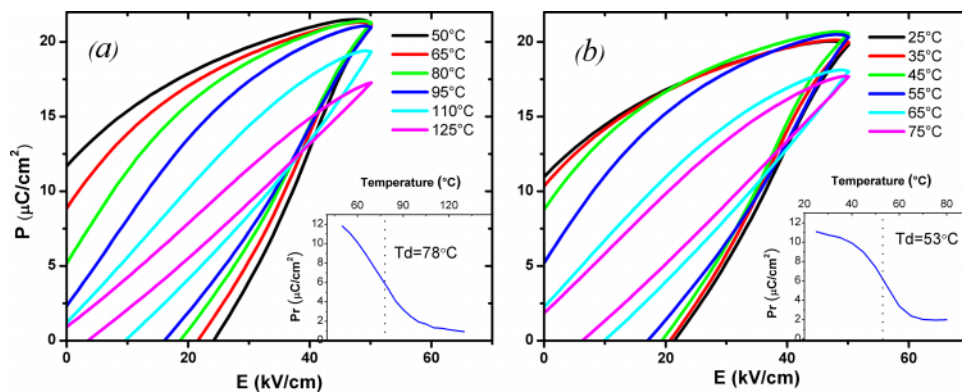 (a)
50°C
65°C
80°C
95°C
110°C
125°C
P (μC/cm²)
20
15
10
5
0
0 20 40 60
E (kV/cm)
Temperature (°C)
60 80 100 120
Pr (μC/cm²)
12
10
8
6
4
2
Td=78°C
(b)
25°C
35°C
45°C
55°C
65°C
75°C
20
15
10
5
0
0 20 40 60
E (kV/cm)
Temperature (°C)
20 40 60 80
Pr (μC/cm²)
12
10
8
6
4
2
0
Td=53°C